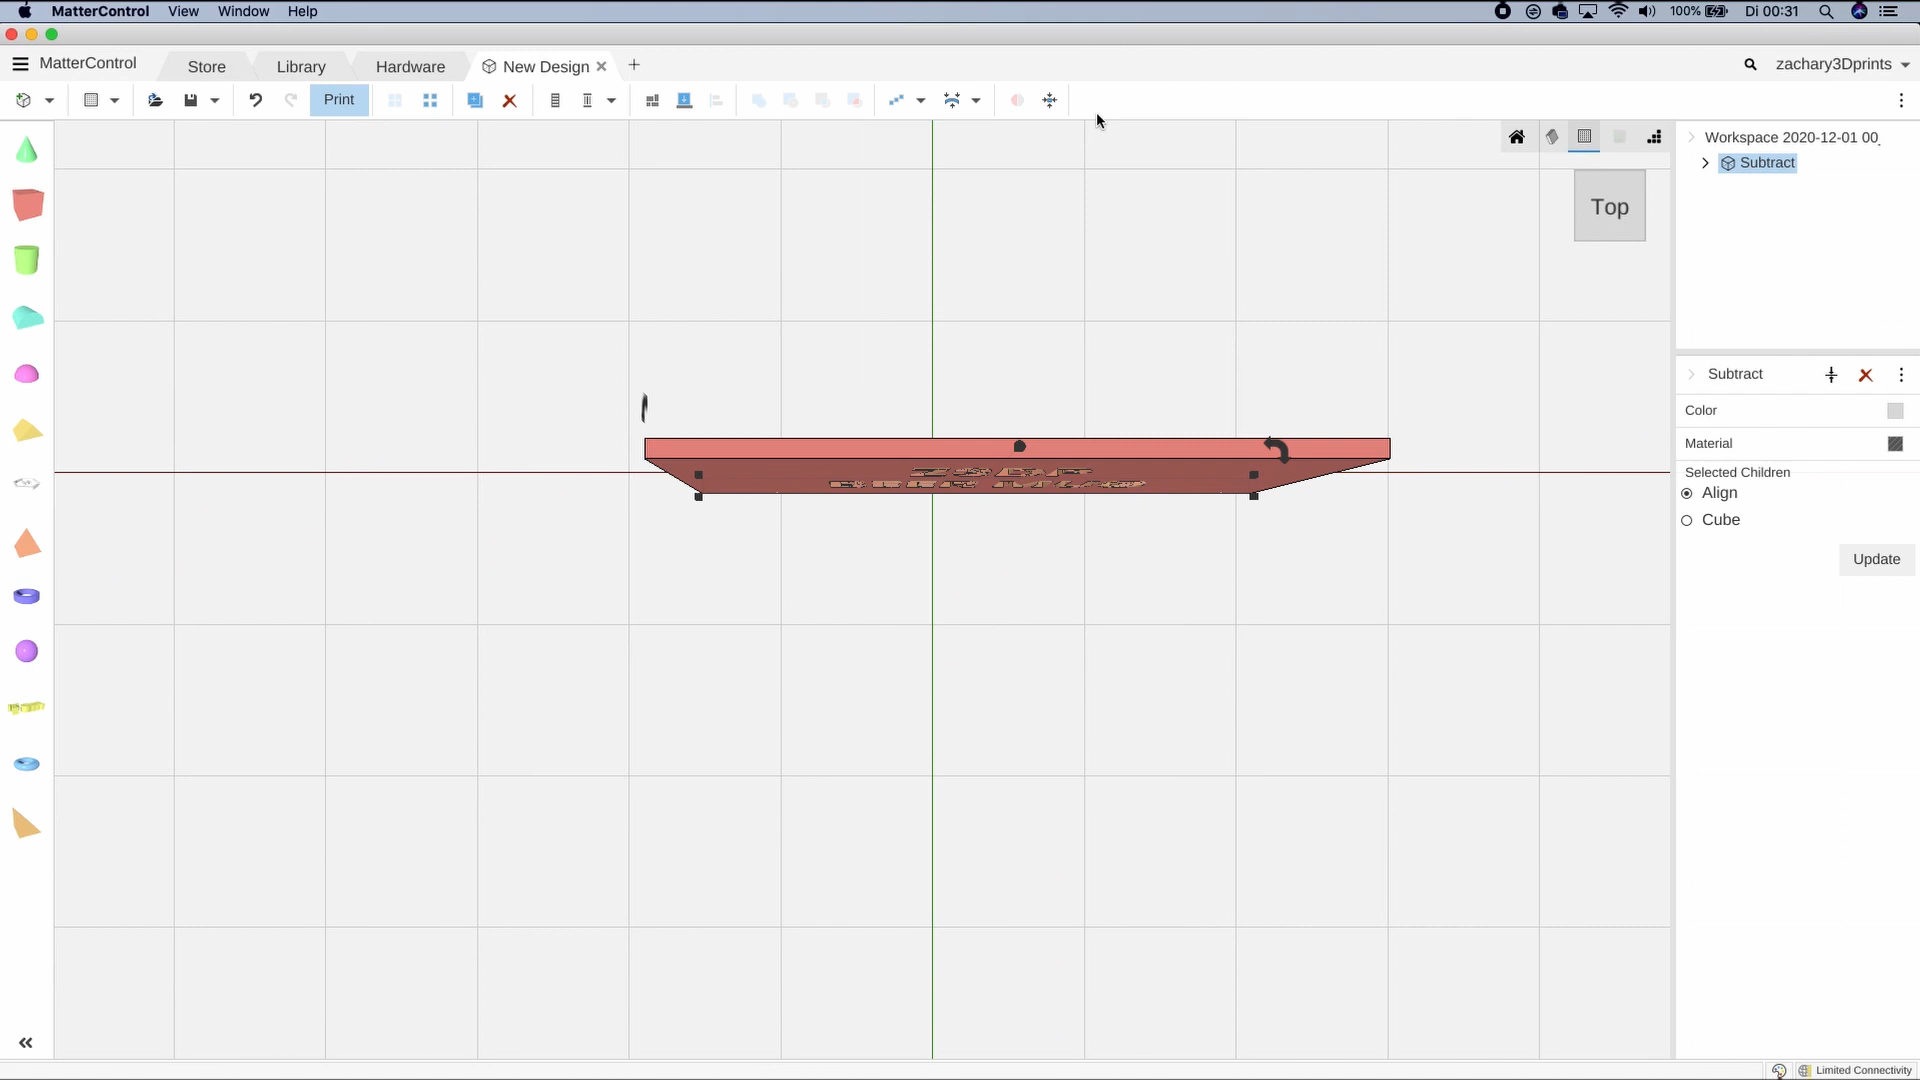 MatterControl View Window Help 100% Di 00:31
MatterControl Store Library Hardware New Design zachary3Dprints
Print
Workspace 2020-12-01 00_
Subtract
Top
Subtract
Color
Material
Selected Children
Align
Cube
Update
Limited Connectivity